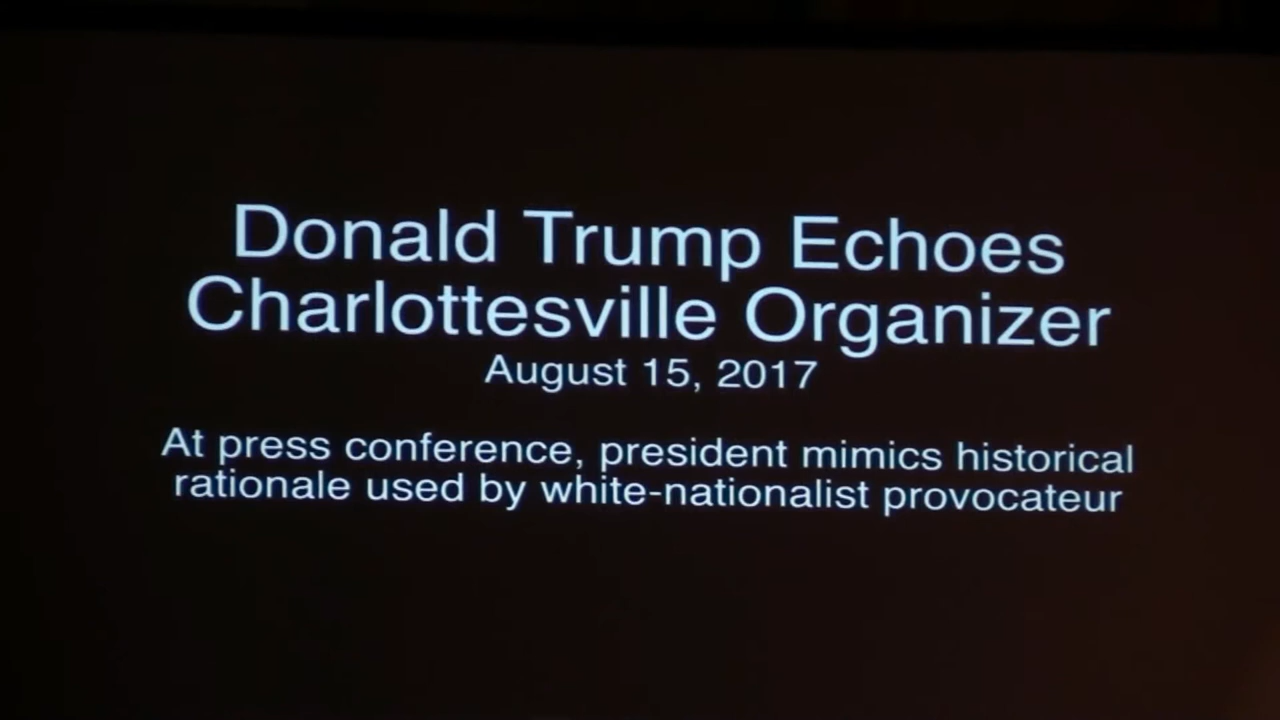 Donald Trump Echoes
Charlottesville Organizer
August 15, 2017
At press conference, president mimics historical
rationale used by white-nationalist provocateur